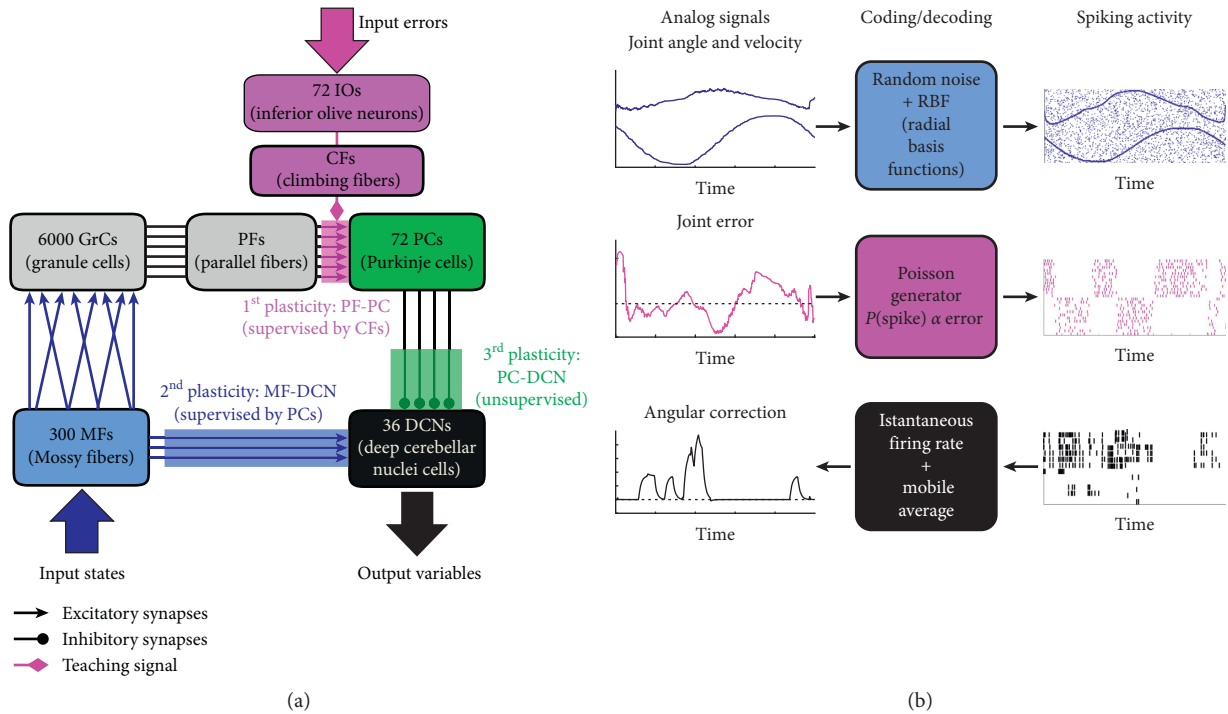 Input errors
72 IOs
(inferior olive neurons)
CFs
(climbing fibers)
6000 GrCs
(granule cells)
PFs
(parallel fibers)
72 PCs
(Purkinje cells)
1st plasticity: PF-PC
(supervised by CFs)
3rd plasticity:
PC-DCN
(unsupervised)
2nd plasticity: MF-DCN
(supervised by PCs)
300 MFs
(Mossy fibers)
36 DCNs
(deep cerebellar
nuclei cells)
Input states
Output variables
Excitatory synapses
Inhibitory synapses
Teaching signal
(a)
Analog signals
Joint angle and velocity
Coding/decoding
Spiking activity
Random noise
+ RBF
(radial
basis
functions)
Time
Time
Joint error
Poisson
generator
P(spike) α error
Time
Time
Angular correction
Istantaneous
firing rate
+
mobile
average
Time
Time
(b)